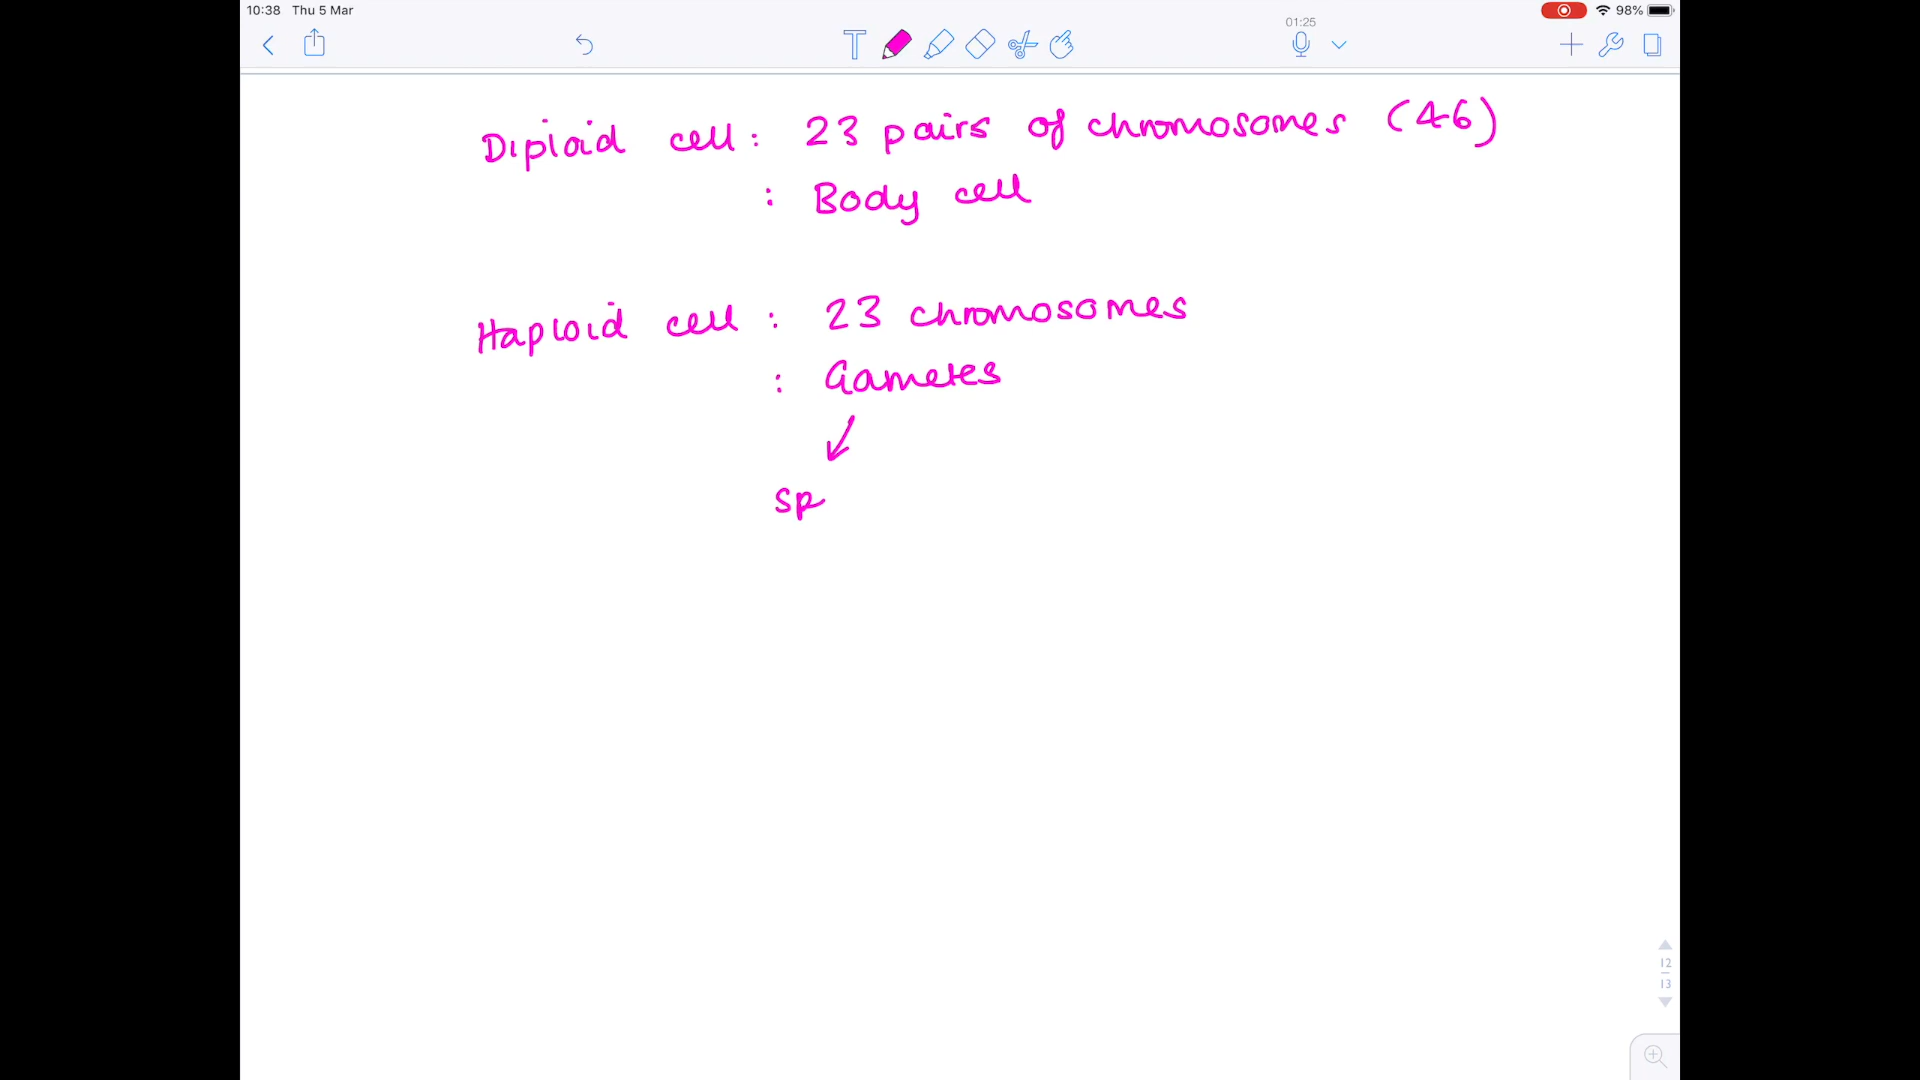 10:38 Thu 5 Mar
98%
01:25
T
Diploid cell : 23 pairs of chromosomes (46)
: Body cell
Haploid cell : 23 chromosomes
: Gametes
sp
12
13